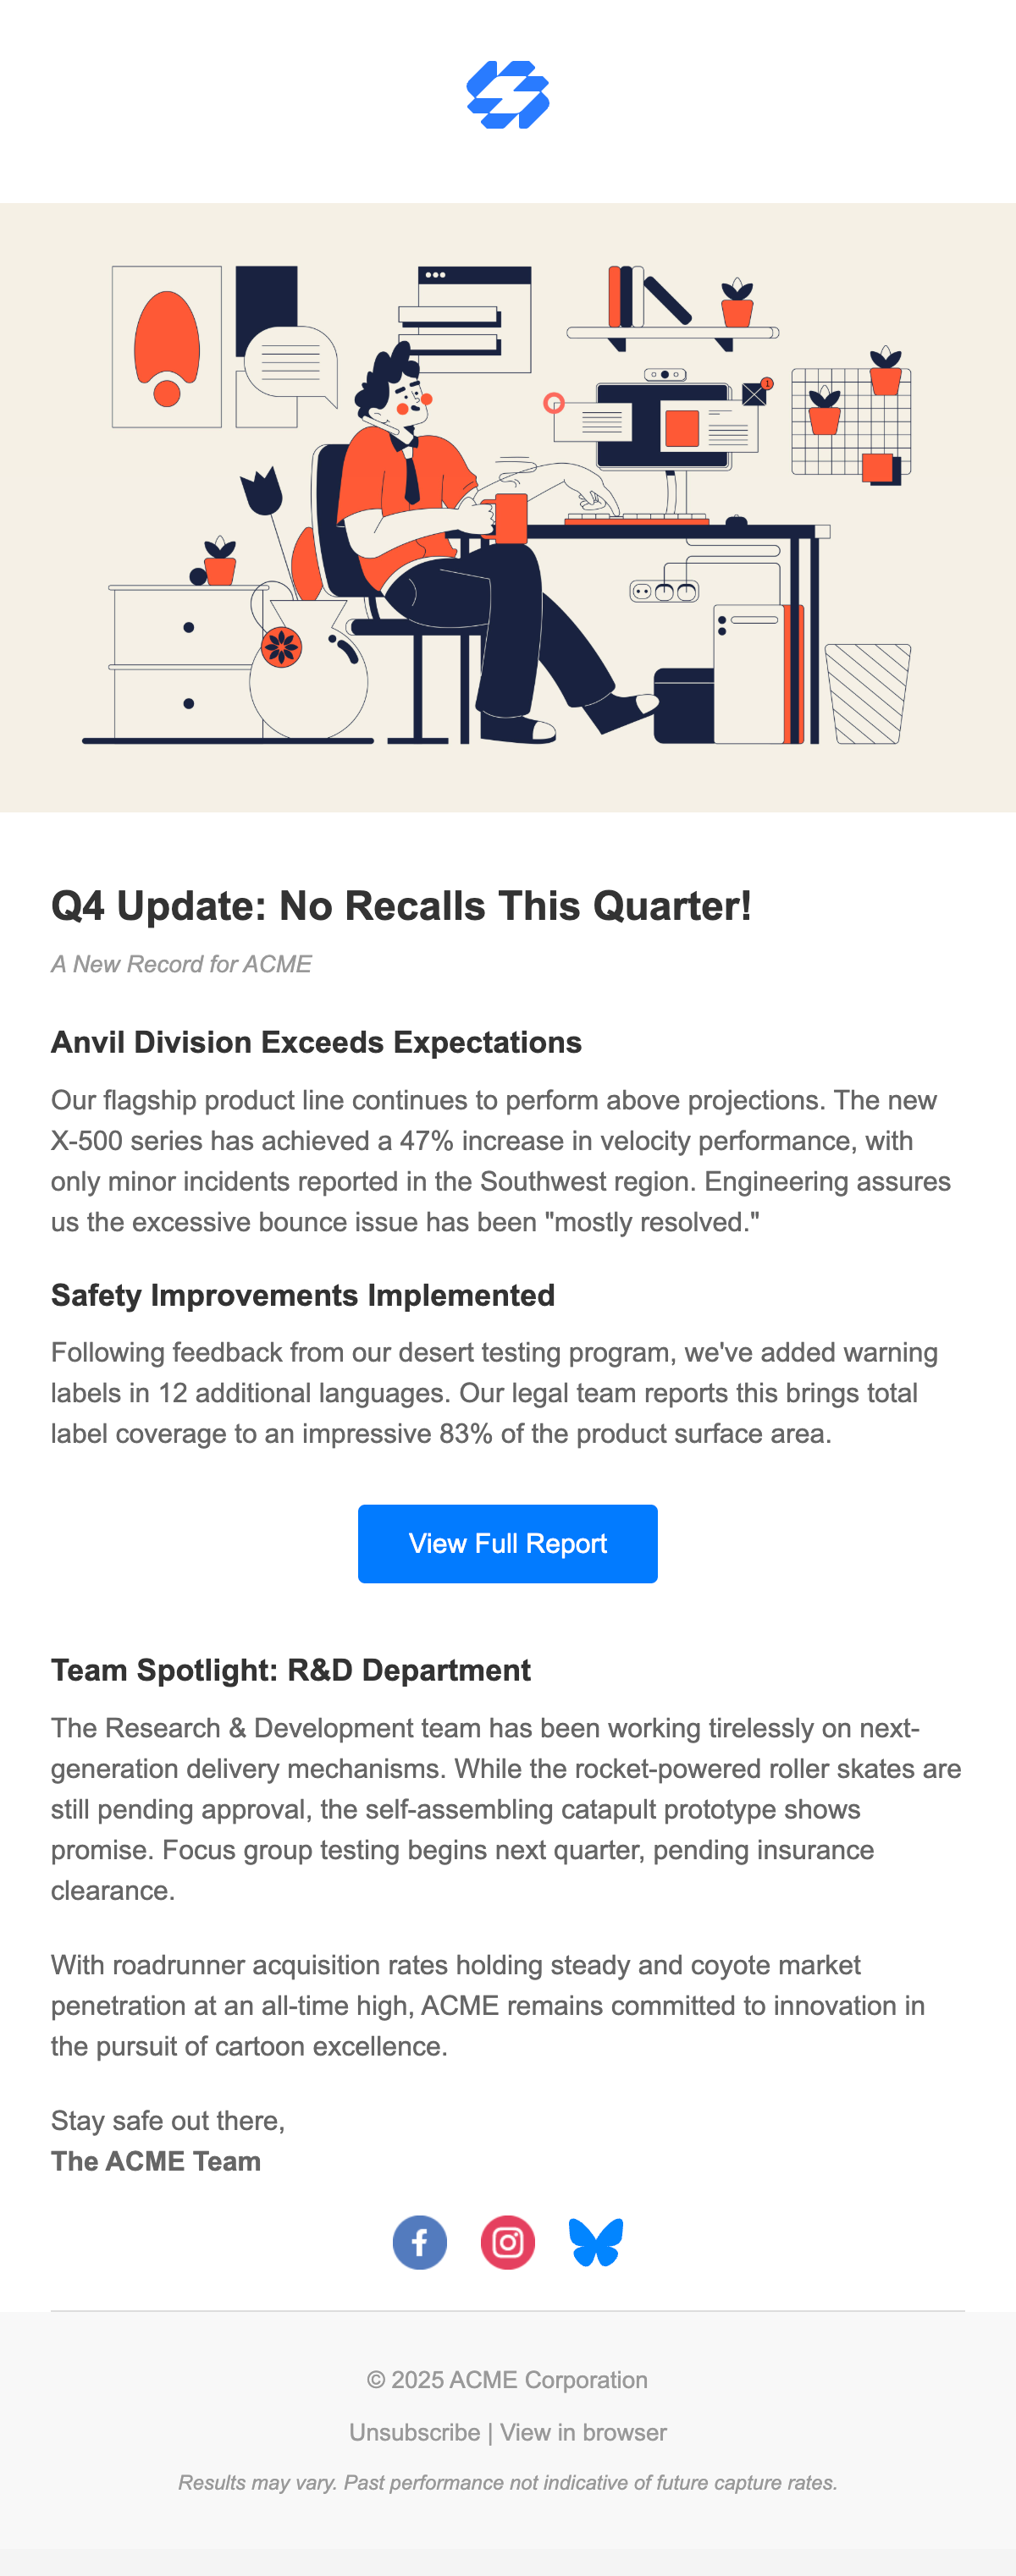 1
Q4 Update: No Recalls This Quarter!
A New Record for ACME
Anvil Division Exceeds Expectations
Our flagship product line continues to perform above projections. The new
X-500 series has achieved a 47% increase in velocity performance, with
only minor incidents reported in the Southwest region. Engineering assures
us the excessive bounce issue has been "mostly resolved."
Safety Improvements Implemented
Following feedback from our desert testing program, we've added warning
labels in 12 additional languages. Our legal team reports this brings total
label coverage to an impressive 83% of the product surface area.
View Full Report
Team Spotlight: R&D Department
The Research & Development team has been working tirelessly on next-
generation delivery mechanisms. While the rocket-powered roller skates are
still pending approval, the self-assembling catapult prototype shows
promise. Focus group testing begins next quarter, pending insurance
clearance.
With roadrunner acquisition rates holding steady and coyote market
penetration at an all-time high, ACME remains committed to innovation in
the pursuit of cartoon excellence.
Stay safe out there,
The ACME Team
© 2025 ACME Corporation
Unsubscribe | View in browser
Results may vary. Past performance not indicative of future capture rates.